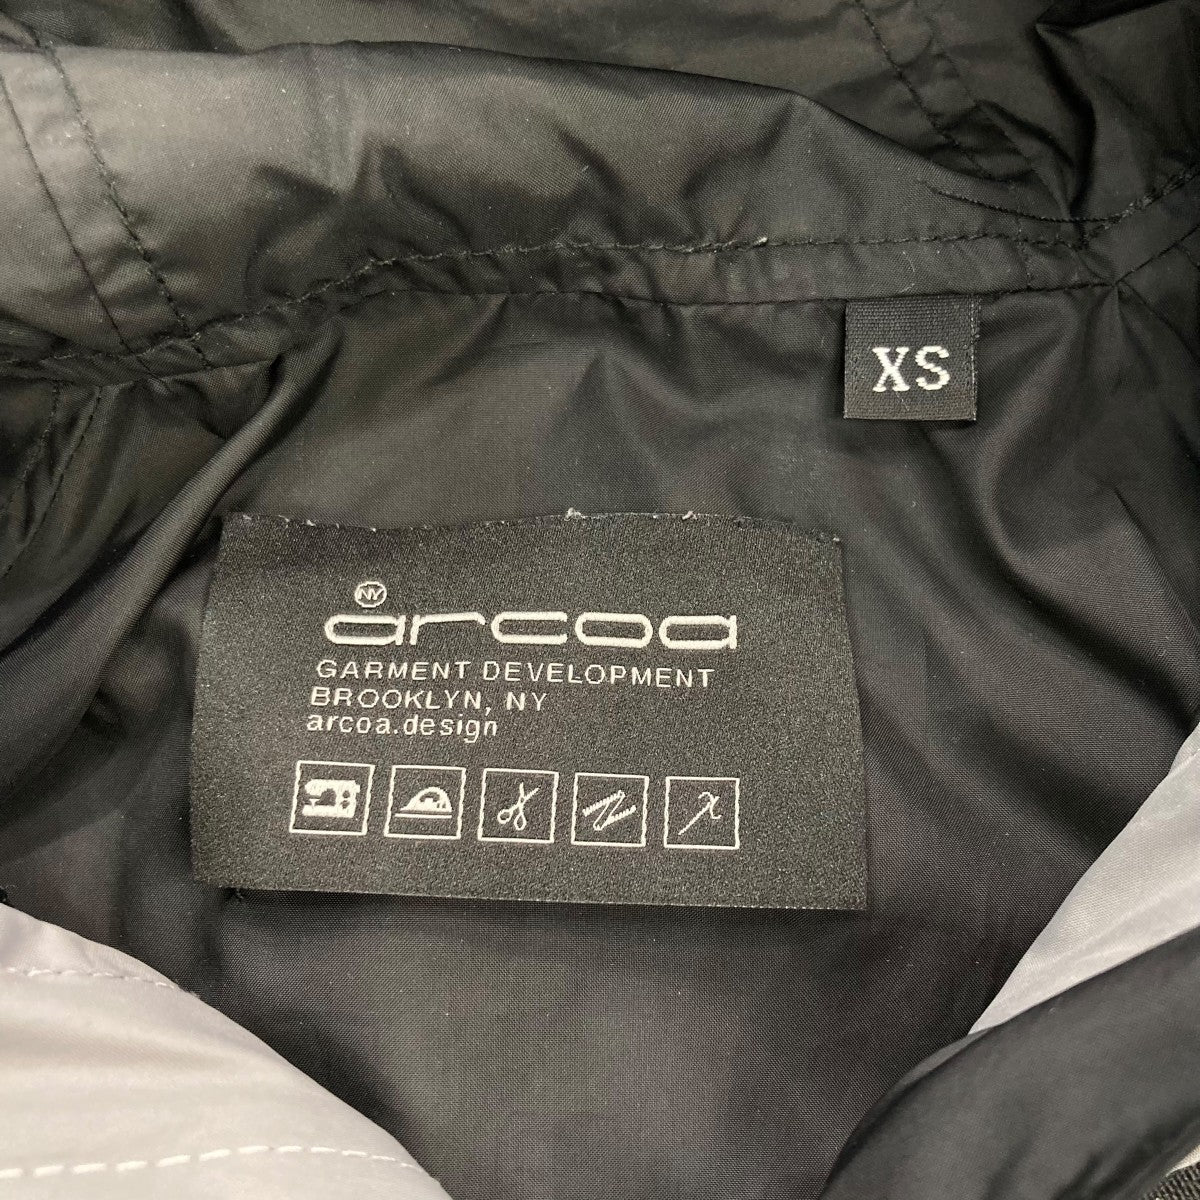 XS
NY
arcoa
GARMENT DEVELOPMENT
BROOKLYN, NY
arcoa.design